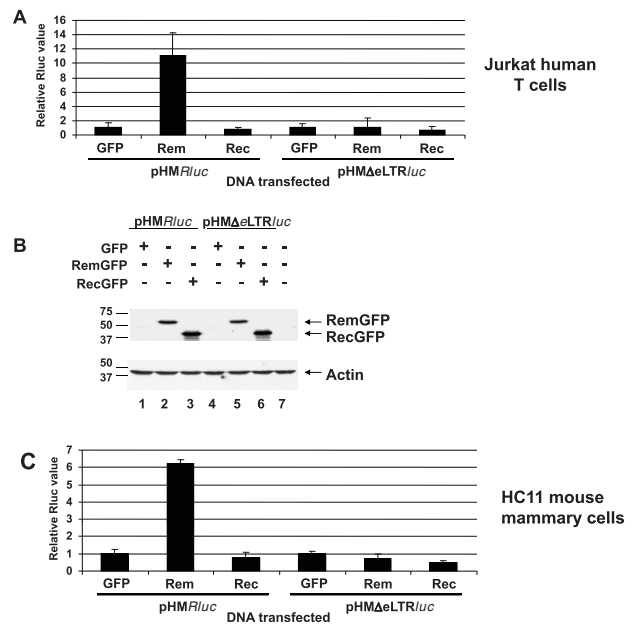 A
Relative Rluc value
16
14
12
10
8
6
4
2
0
GFP Rem Rec GFP Rem Rec
pHMRluc pHMΔeLTRluc
DNA transfected
Jurkat human
T cells
B
pHMRluc pHMΔeLTRluc
GFP + - - + - - -
RemGFP - + - - + - -
RecGFP - - + - - + -
75
50
37
RemGFP
RecGFP
50
37
Actin
1 2 3 4 5 6 7
C
Relative Rluc value
7
6
5
4
3
2
1
0
GFP Rem Rec GFP Rem Rec
pHMRluc pHMΔeLTRluc
DNA transfected
HC11 mouse
mammary cells